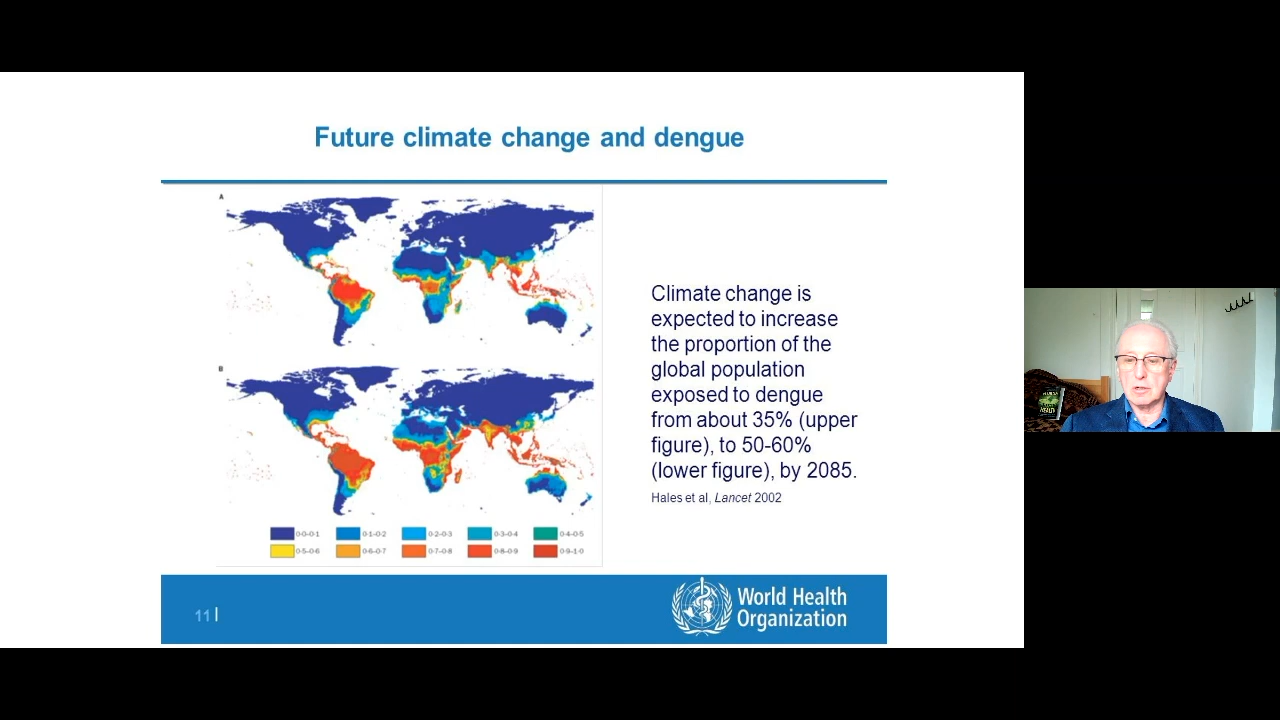 Future climate change and dengue
A
B
Climate change is
expected to increase
the proportion of the
global population
exposed to dengue
from about 35% (upper
figure), to 50-60%
(lower figure), by 2085.
Hales et al, Lancet 2002
0·0–0·1 0·1–0·2 0·2–0·3 0·3–0·4 0·4–0·5
0·5–0·6 0·6–0·7 0·7–0·8 0·8–0·9 0·9–1·0
11 |
World Health
Organization